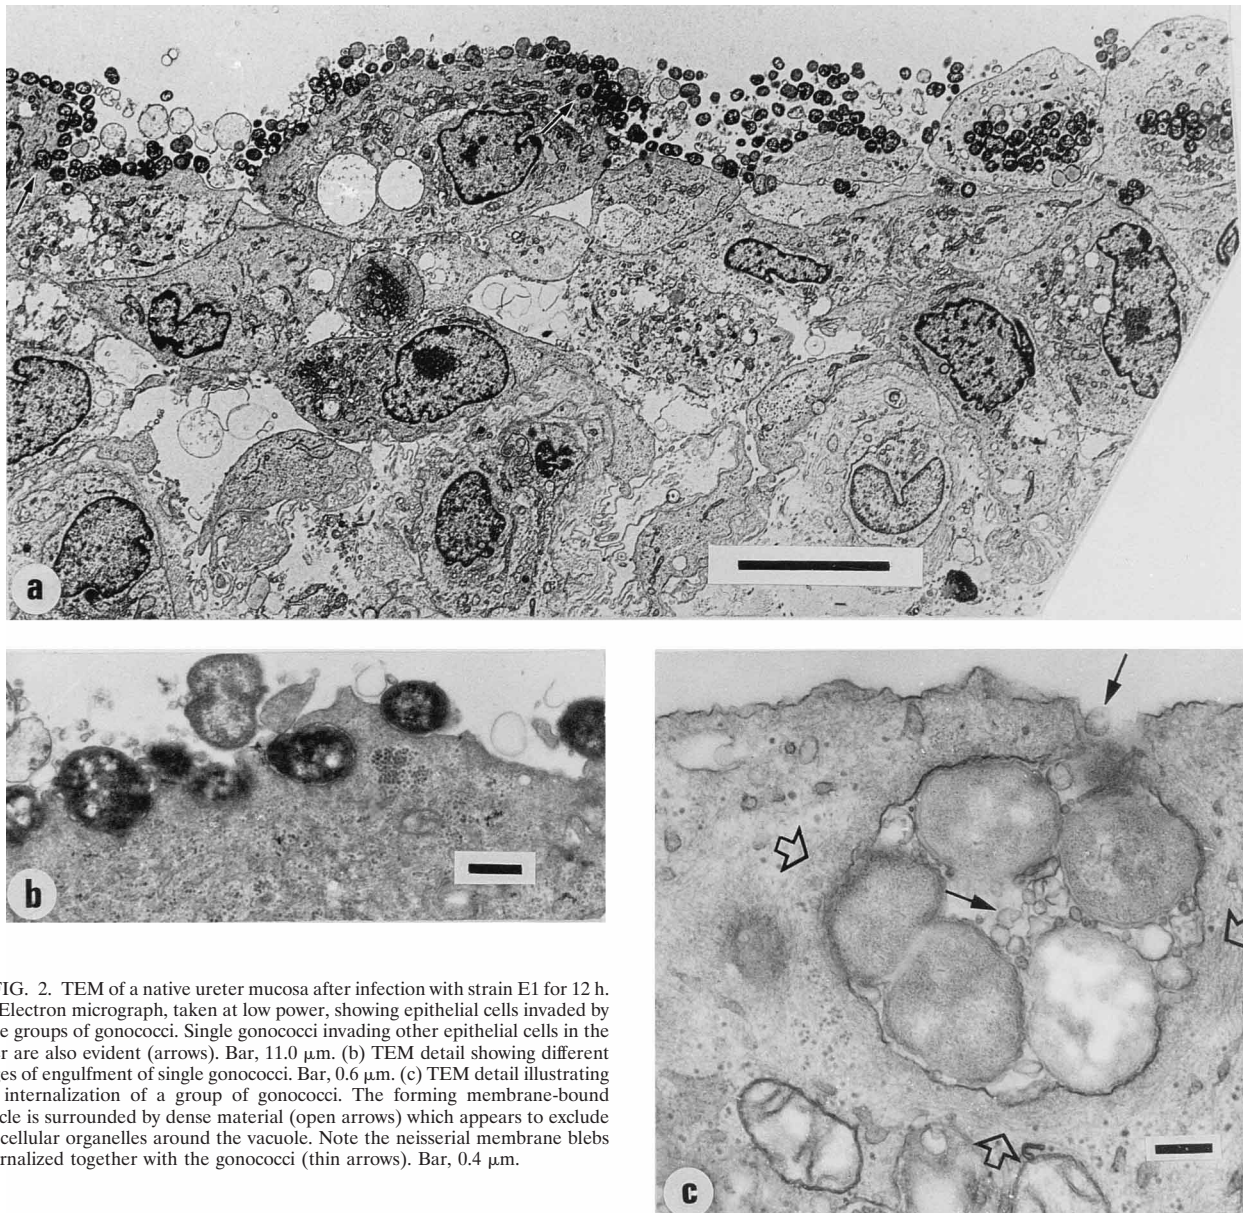 a
b
c
FIG. 2. TEM of a native ureter mucosa after infection with strain E1 for 12 h.
Electron micrograph, taken at low power, showing epithelial cells invaded by
groups of gonococci. Single gonococci invading other epithelial cells in the
are also evident (arrows). Bar, 11.0 μm. (b) TEM detail showing different
of engulfment of single gonococci. Bar, 0.6 μm. (c) TEM detail illustrating
internalization of a group of gonococci. The forming membrane-bound
is surrounded by dense material (open arrows) which appears to exclude
cellular organelles around the vacuole. Note the neisserial membrane blebs
together with the gonococci (thin arrows). Bar, 0.4 μm.